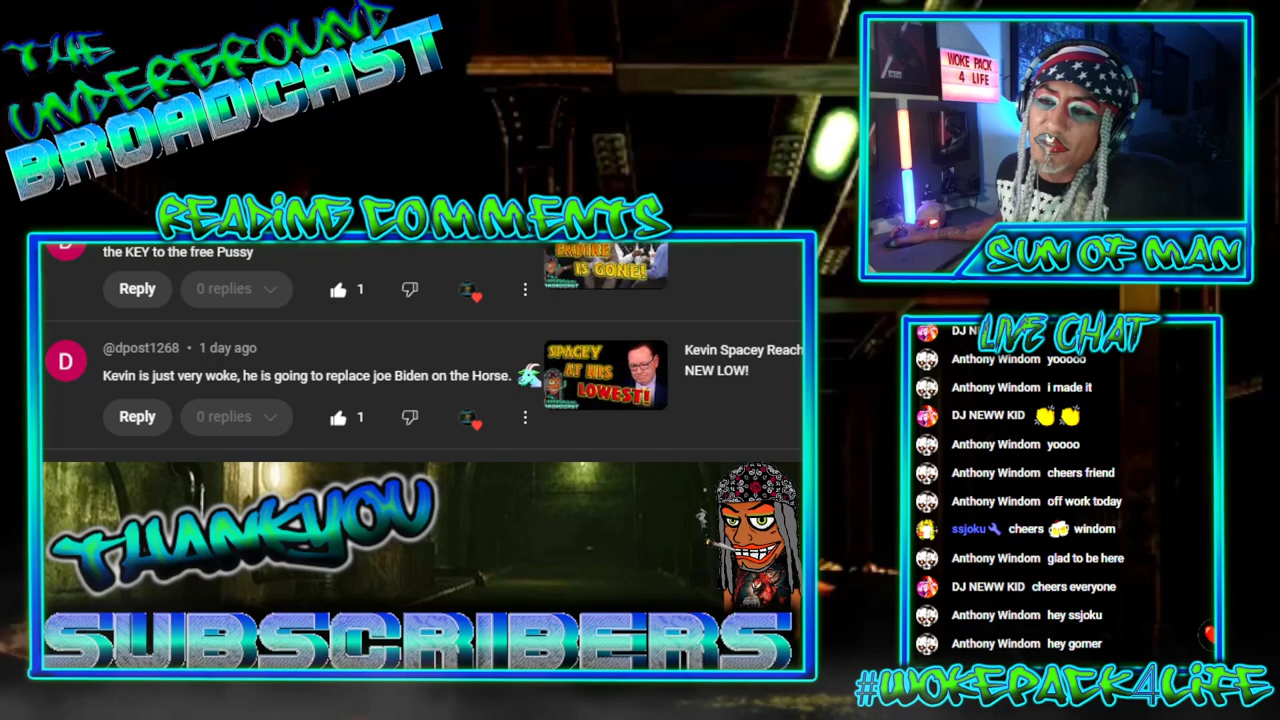 THE
UNDERGROUND
BROADCAST
READING COMMENTS
the KEY to the free Pussy
EMPIRE
IS GONE!
Reply
0 replies
1
D
@dpost1268 • 1 day ago
Kevin is just very woke, he is going to replace joe Biden on the Horse.
Reply
0 replies
1
SPACEY
AT HIS
LOWEST!
Kevin Spacey Reach
NEW LOW!
THANKYOU
SUBSCRIBERS
WOKE PACK
4 LIFE
SUN OF MAN
LIVE CHAT
DJ N
Anthony Windom yooooo
Anthony Windom i made it
DJ NEWW KID
Anthony Windom yoooo
Anthony Windom cheers friend
Anthony Windom off work today
ssjoku cheers windom
Anthony Windom glad to be here
DJ NEWW KID cheers everyone
Anthony Windom hey ssjoku
Anthony Windom hey gorner
#WOKEPACK4LIFE